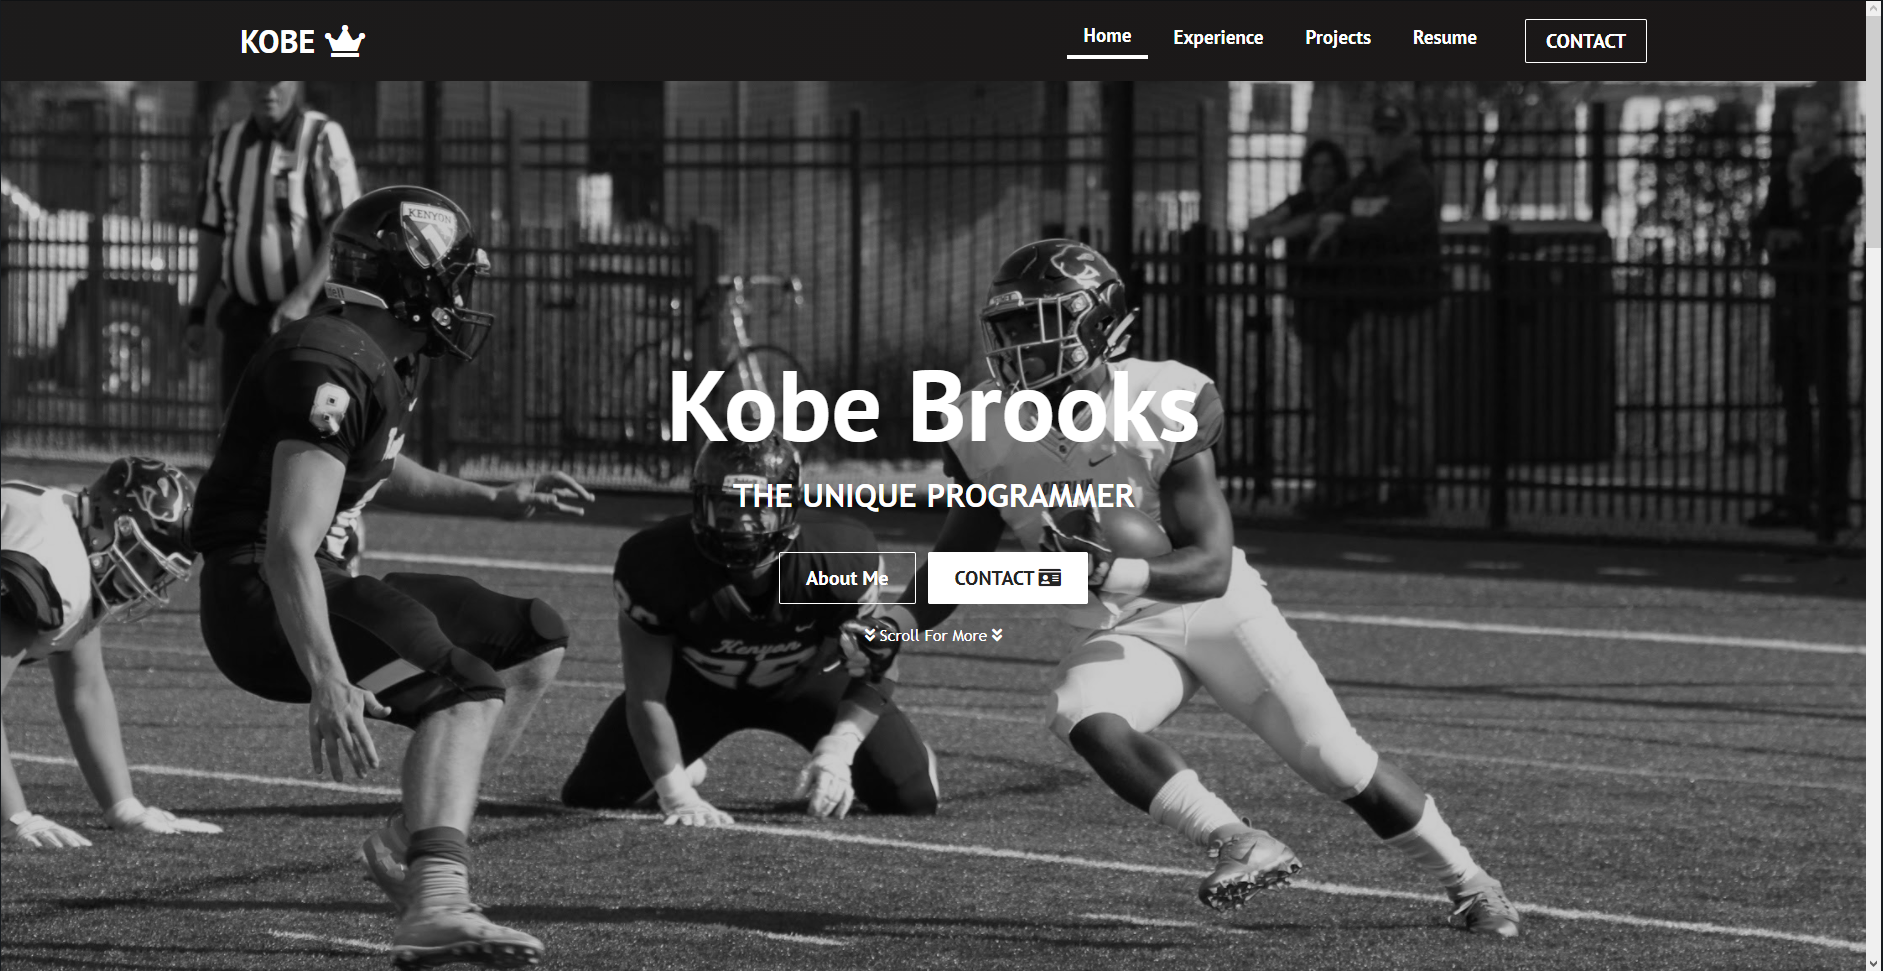 KOBE
Home Experience Projects Resume CONTACT
KENYON
8
Kobe Brooks
THE UNIQUE PROGRAMMER
About Me CONTACT
Scroll For More
Kenyon